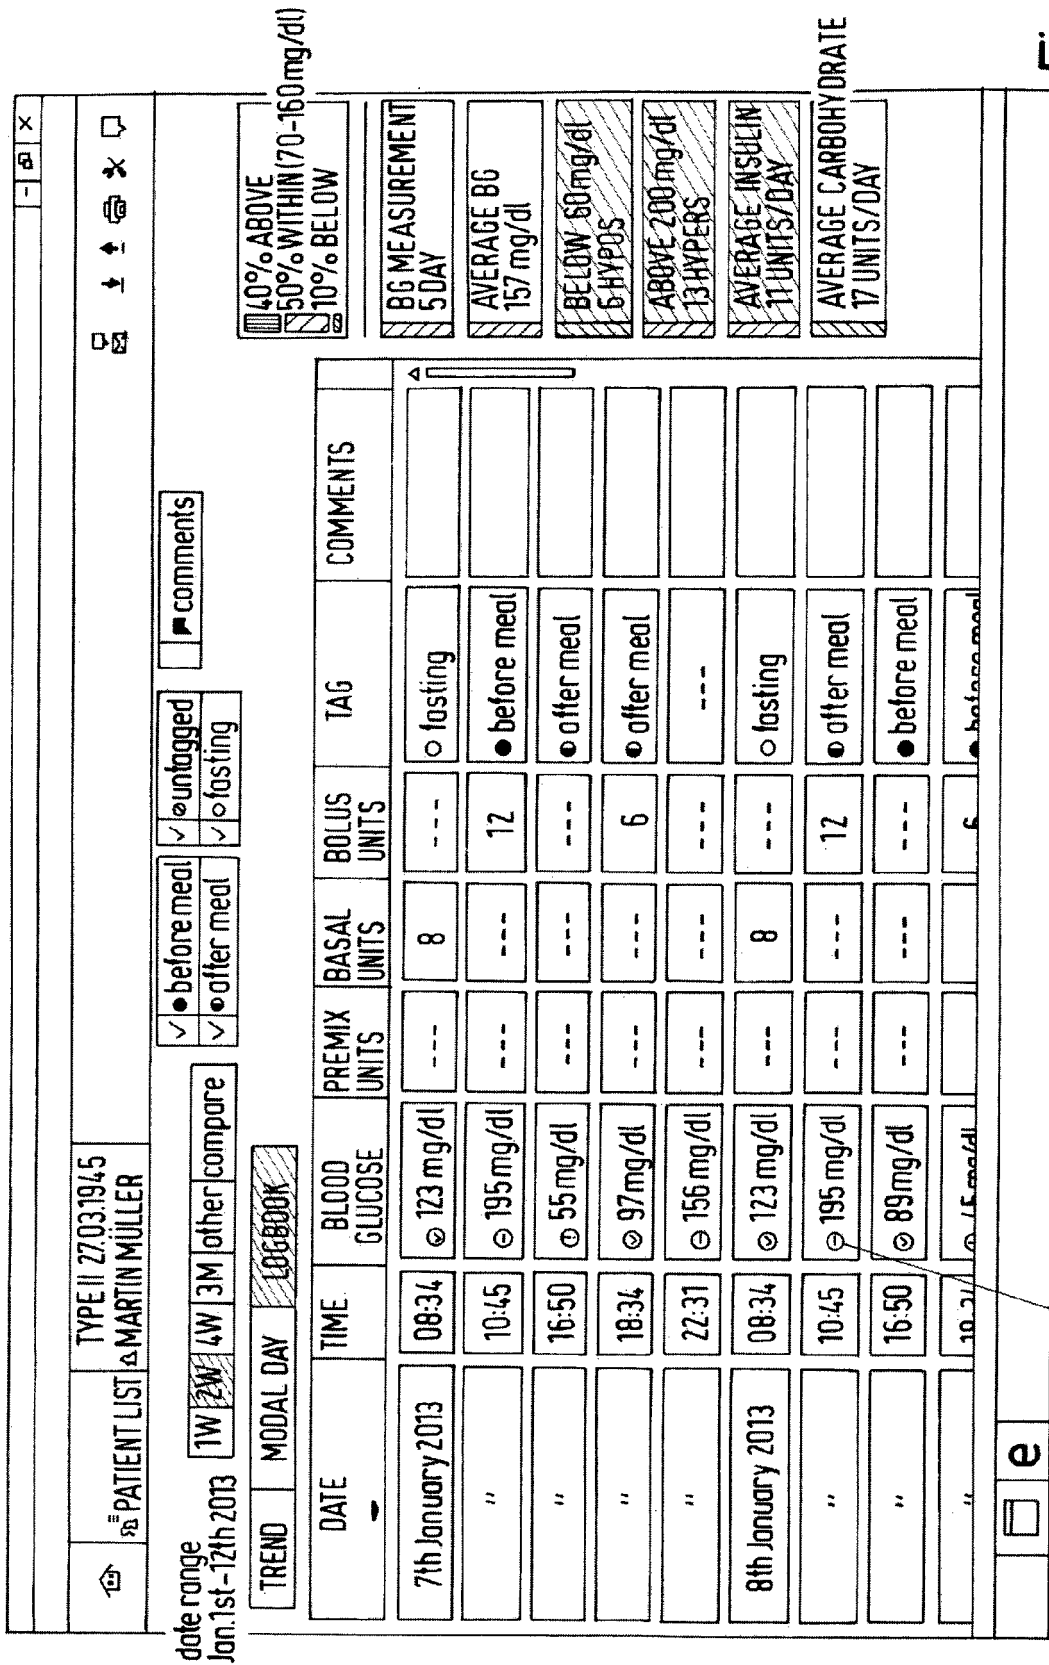 PATIENT LIST
TYPE II 27.03.1945
MARTIN MÜLLER
date range
Jan.1st-12th 2013
1W 2W 4W 3M other compare
✓ ● before meal ✓ untagged
✓ after meal ✓ ○ fasting
comments
TREND MODAL DAY LOGBOOK
DATE TIME BLOOD GLUCOSE PREMIX UNITS BASAL UNITS BOLUS UNITS TAG COMMENTS
7th January 2013 08:34 123 mg/dl --- 8 --- ○ fasting
" 10:45 195 mg/dl --- --- 12 ● before meal
" 16:50 55 mg/dl --- --- --- after meal
" 18:34 97 mg/dl --- --- 6 after meal
" 22:31 156 mg/dl --- --- --- ---
8th January 2013 08:34 123 mg/dl --- 8 --- ○ fasting
" 10:45 195 mg/dl --- --- 12 after meal
" 16:50 89 mg/dl --- --- --- ● before meal
" before meal
40% ABOVE
50% WITHIN (70-160mg/dl)
10% BELOW
BG MEASUREMENT
5 DAY
AVERAGE BG
157 mg/dl
BELOW 60mg/dl
6 HYPOS
ABOVE 200mg/dl
13 HYPERS
AVERAGE INSULIN
11 UNITS/DAY
AVERAGE CARBOHYDRATE
17 UNITS/DAY
e